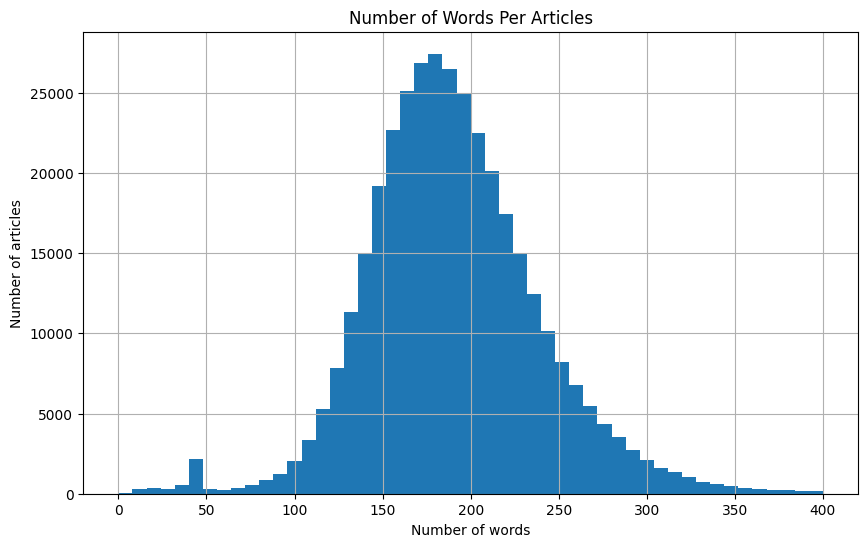 Number of Words Per Articles
25000
20000
15000
10000
5000
0
Number of articles
0 50 100 150 200 250 300 350 400
Number of words